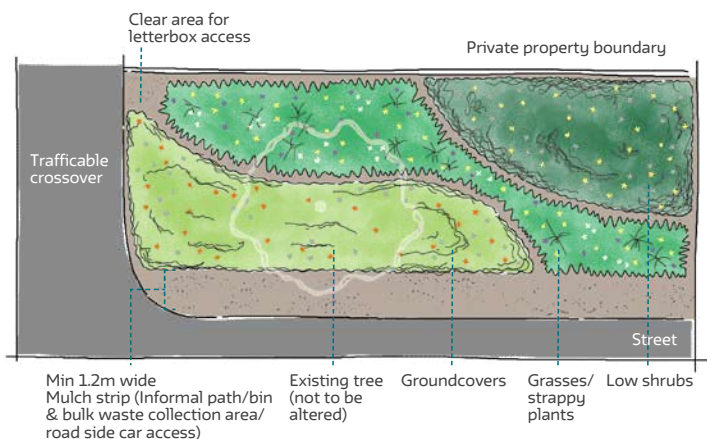 Clear area for
letterbox access
Private property boundary
Trafficable
crossover
Street
Min 1.2m wide
Mulch strip (Informal path/bin
& bulk waste collection area/
road side car access)
Existing tree
(not to be
altered)
Groundcovers
Grasses/
strappy
plants
Low shrubs